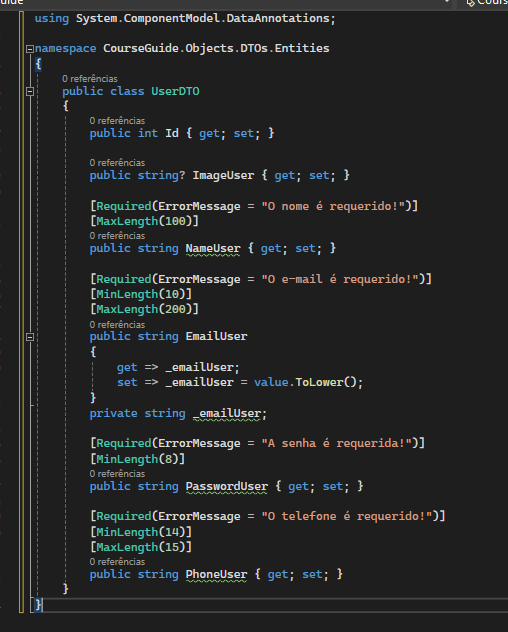 uide
Cours
using System.ComponentModel.DataAnnotations;
namespace CourseGuide.Objects.DTOs.Entities
{
0 referências
public class UserDTO
{
0 referências
public int Id { get; set; }
0 referências
public string? ImageUser { get; set; }
[Required(ErrorMessage = "O nome é requerido!")]
[MaxLength(100)]
0 referências
public string NameUser { get; set; }
[Required(ErrorMessage = "O e-mail é requerido!")]
[MinLength(10)]
[MaxLength(200)]
0 referências
public string EmailUser
{
get => _emailUser;
set => _emailUser = value.ToLower();
}
private string _emailUser;
[Required(ErrorMessage = "A senha é requerida!")]
[MinLength(8)]
0 referências
public string PasswordUser { get; set; }
[Required(ErrorMessage = "O telefone é requerido!")]
[MinLength(14)]
[MaxLength(15)]
0 referências
public string PhoneUser { get; set; }
}
}